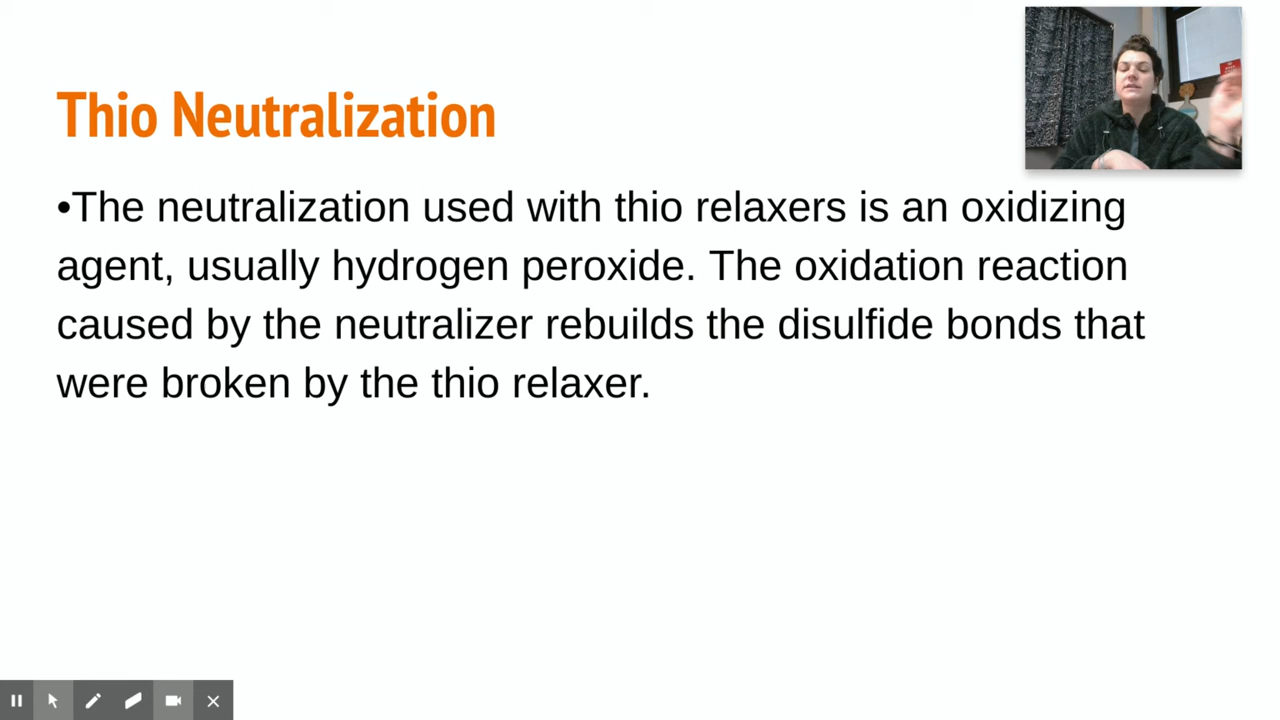 Thio Neutralization
•The neutralization used with thio relaxers is an oxidizing
agent, usually hydrogen peroxide. The oxidation reaction
caused by the neutralizer rebuilds the disulfide bonds that
were broken by the thio relaxer.